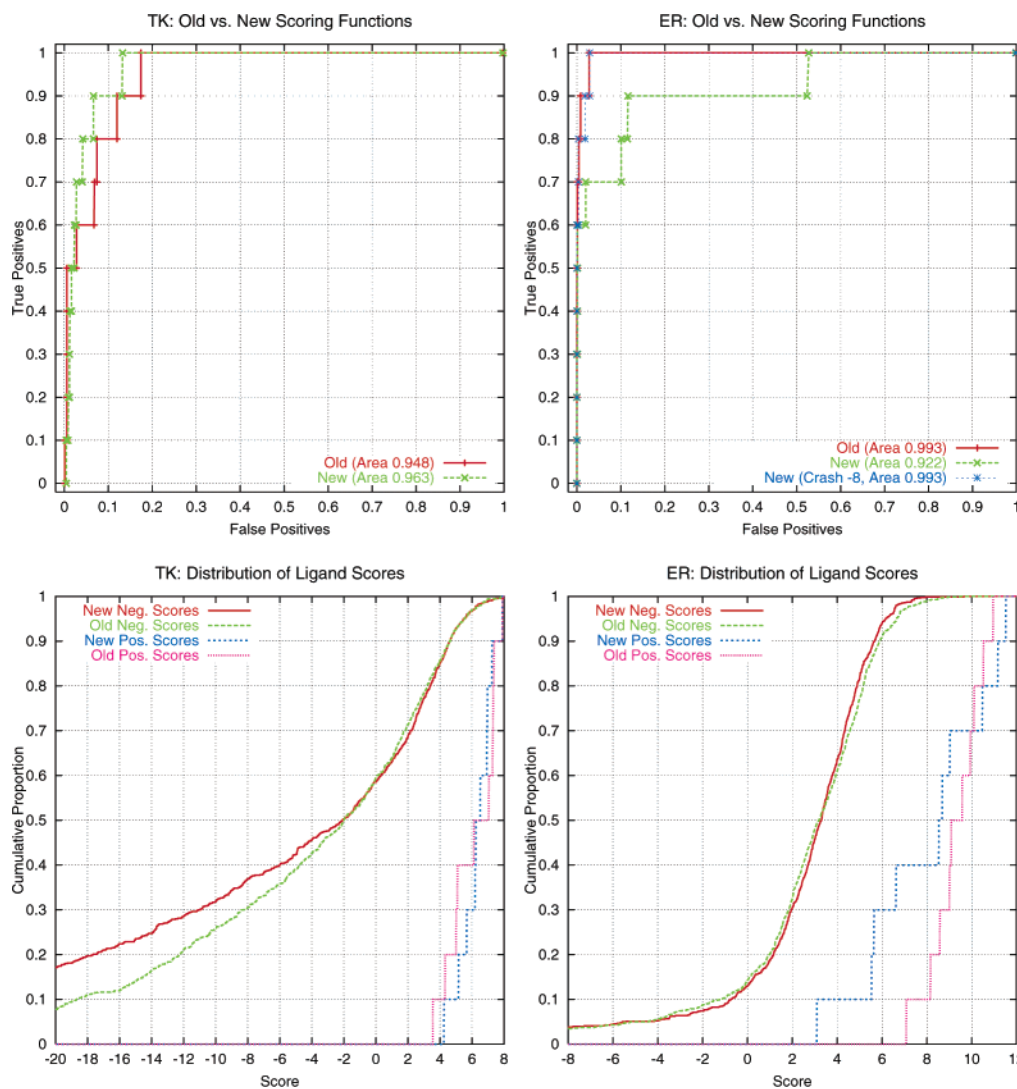 TK: Old vs. New Scoring Functions
True Positives
1
0.9
0.8
0.7
0.6
0.5
0.4
0.3
0.2
0.1
0
Old (Area 0.948)
New (Area 0.963)
0 0.1 0.2 0.3 0.4 0.5 0.6 0.7 0.8 0.9 1
False Positives
ER: Old vs. New Scoring Functions
True Positives
1
0.9
0.8
0.7
0.6
0.5
0.4
0.3
0.2
0.1
0
Old (Area 0.993)
New (Area 0.922)
New (Crash -8, Area 0.993)
0 0.1 0.2 0.3 0.4 0.5 0.6 0.7 0.8 0.9 1
False Positives
TK: Distribution of Ligand Scores
Cumulative Proportion
1
0.9
0.8
0.7
0.6
0.5
0.4
0.3
0.2
0.1
0
New Neg. Scores
Old Neg. Scores
New Pos. Scores
Old Pos. Scores
-20 -18 -16 -14 -12 -10 -8 -6 -4 -2 0 2 4 6 8
Score
ER: Distribution of Ligand Scores
Cumulative Proportion
1
0.9
0.8
0.7
0.6
0.5
0.4
0.3
0.2
0.1
0
New Neg. Scores
Old Neg. Scores
New Pos. Scores
Old Pos. Scores
-8 -6 -4 -2 0 2 4 6 8 10 12
Score